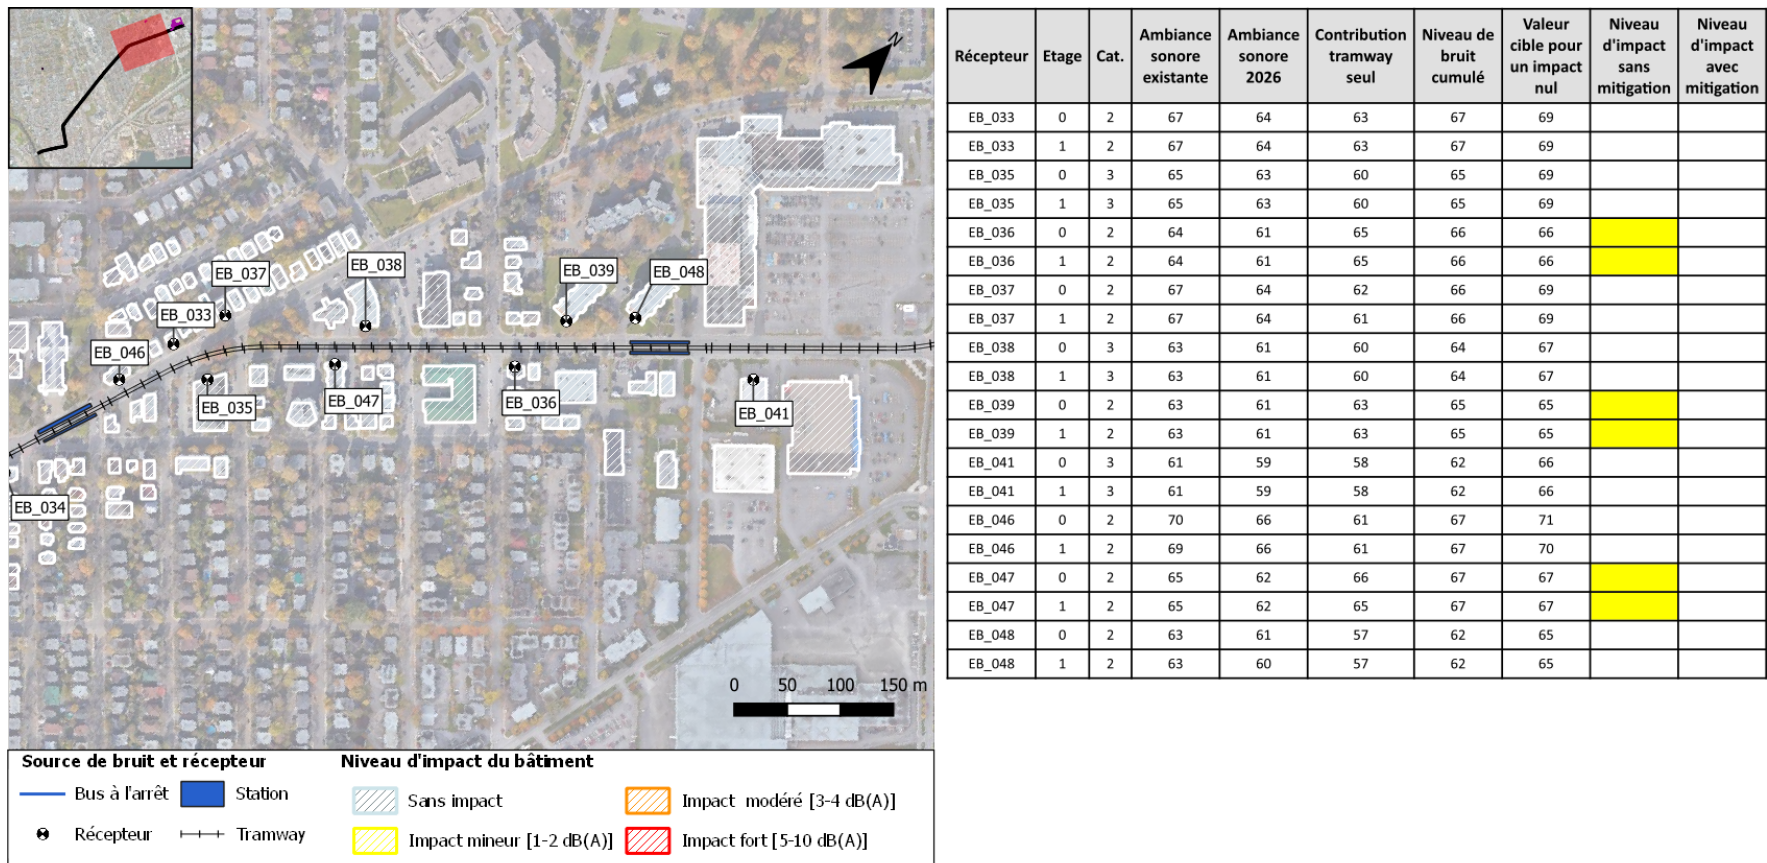 N
EB_037
EB_038
EB_039
EB_048
EB_033
EB_046
EB_035
EB_047
EB_036
EB_041
EB_034
0 50 100 150 m
Source de bruit et récepteur
Bus à l'arrêt Station
Récepteur Tramway
Niveau d'impact du bâtiment
Sans impact Impact modéré [3-4 dB(A)]
Impact mineur [1-2 dB(A)] Impact fort [5-10 dB(A)]
Récepteur Etage Cat. Ambiance sonore existante Ambiance sonore 2026 Contribution tramway seul Niveau de bruit cumulé Valeur cible pour un impact nul Niveau d'impact sans mitigation Niveau d'impact avec mitigation
EB_033 0 2 67 64 63 67 69
EB_033 1 2 67 64 63 67 69
EB_035 0 3 65 63 60 65 69
EB_035 1 3 65 63 60 65 69
EB_036 0 2 64 61 65 66 66
EB_036 1 2 64 61 65 66 66
EB_037 0 2 67 64 62 66 69
EB_037 1 2 67 64 61 66 69
EB_038 0 3 63 61 60 64 67
EB_038 1 3 63 61 60 64 67
EB_039 0 2 63 61 63 65 65
EB_039 1 2 63 61 63 65 65
EB_041 0 3 61 59 58 62 66
EB_041 1 3 61 59 58 62 66
EB_046 0 2 70 66 61 67 71
EB_046 1 2 69 66 61 67 70
EB_047 0 2 65 62 66 67 67
EB_047 1 2 65 62 65 67 67
EB_048 0 2 63 61 57 62 65
EB_048 1 2 63 60 57 62 65